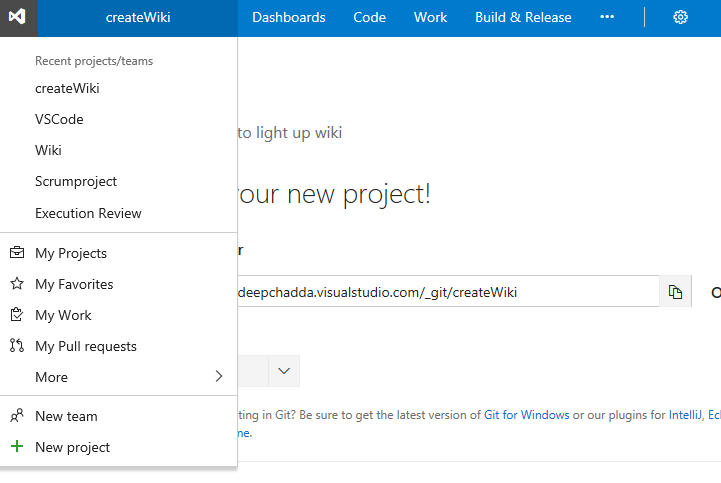 createWiki Dashboards Code Work Build & Release
Recent projects/teams
createWiki
VSCode
Wiki
Scrumproject
Execution Review
My Projects
My Favorites
My Work
My Pull requests
More
New team
New project
to light up wiki
our new project!
deepchadda.visualstudio.com/_git/createWiki
ting in Git? Be sure to get the latest version of Git for Windows or our plugins for IntelliJ, Ecl
me.